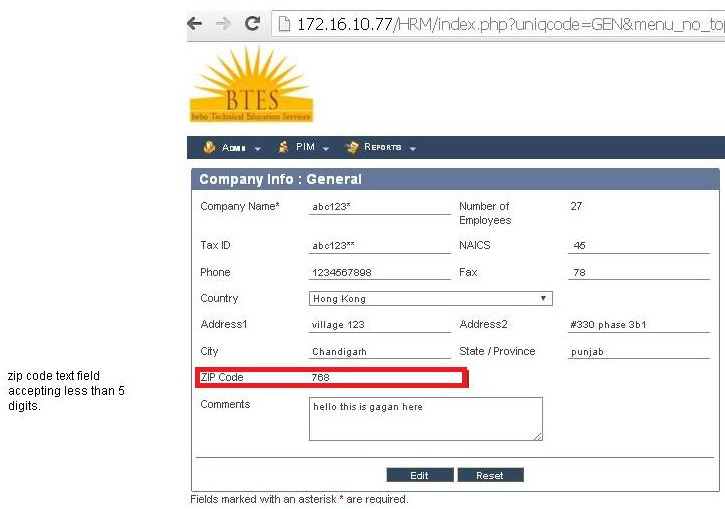 172.16.10.77/HRM/index.php?uniqcode=GEN&menu_no_top
BTES
bebo Technical Education Services
Admin PIM Reports
Company Info : General
Company Name* abc123* Number of Employees 27
Tax ID abc123** NAICS 45
Phone 1234567898 Fax 78
Country Hong Kong
Address1 village 123 Address2 #330 phase 3b1
City Chandigarh State / Province punjab
zip code text field
accepting less than 5
digits.
ZIP Code 768
Comments hello this is gagan here
Edit Reset
Fields marked with an asterisk * are required.